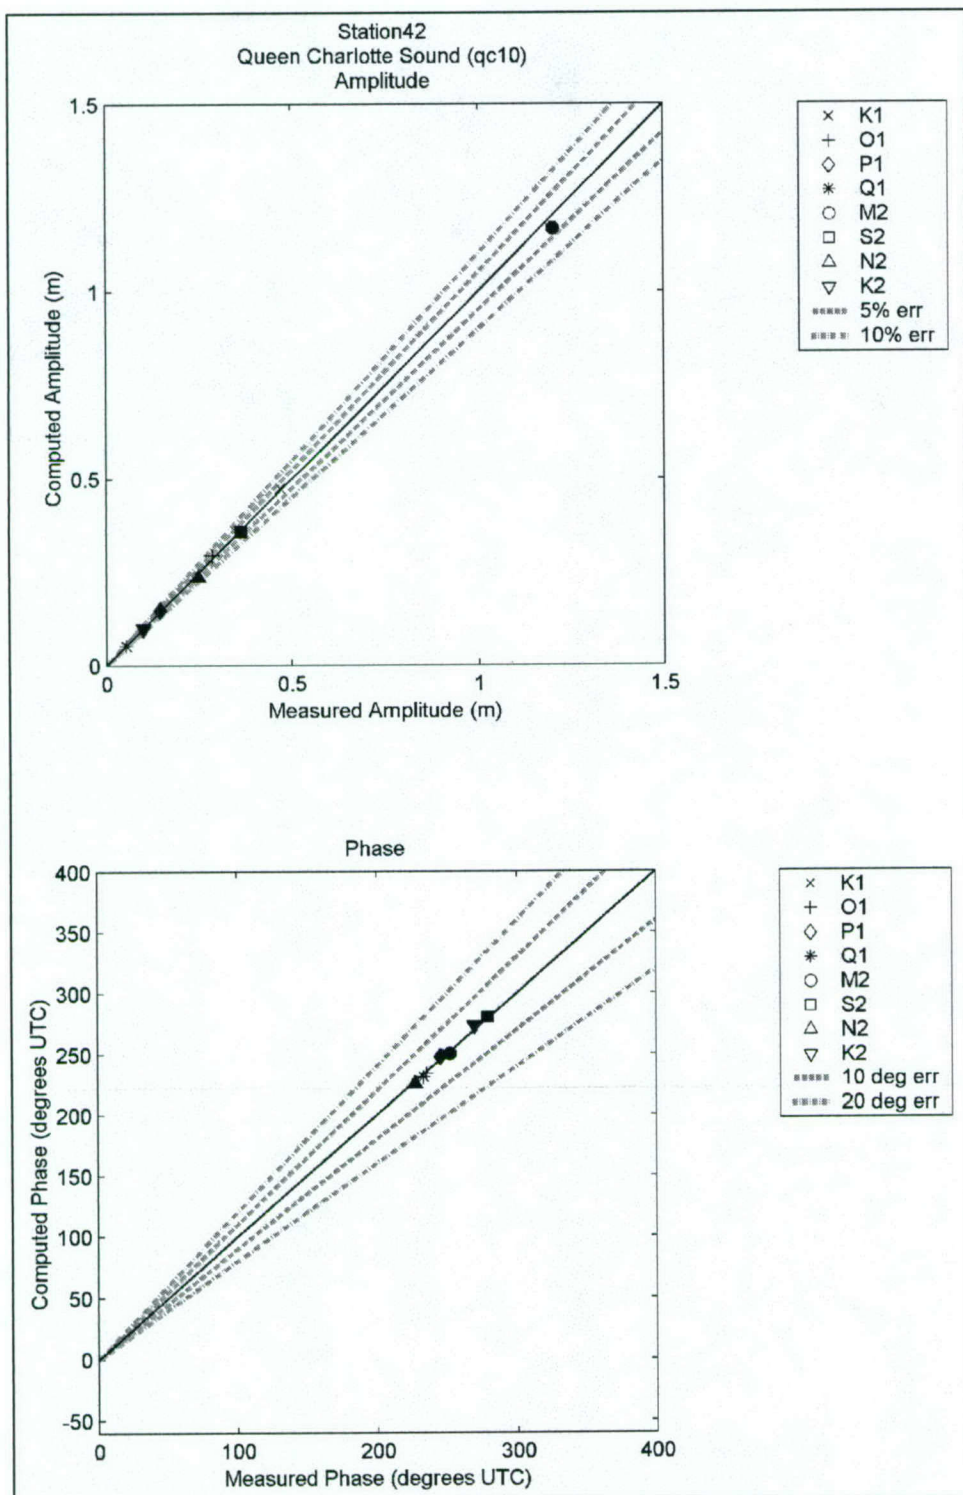 Station42
Queen Charlotte Sound (qc10)
Amplitude
1.5
1
0.5
0
0
0.5
1
1.5
Computed Amplitude (m)
Measured Amplitude (m)
K1
O1
P1
Q1
M2
S2
N2
K2
5% err
10% err
Phase
400
350
300
250
200
150
100
50
0
-50
0
100
200
300
400
Computed Phase (degrees UTC)
Measured Phase (degrees UTC)
K1
O1
P1
Q1
M2
S2
N2
K2
10 deg err
20 deg err